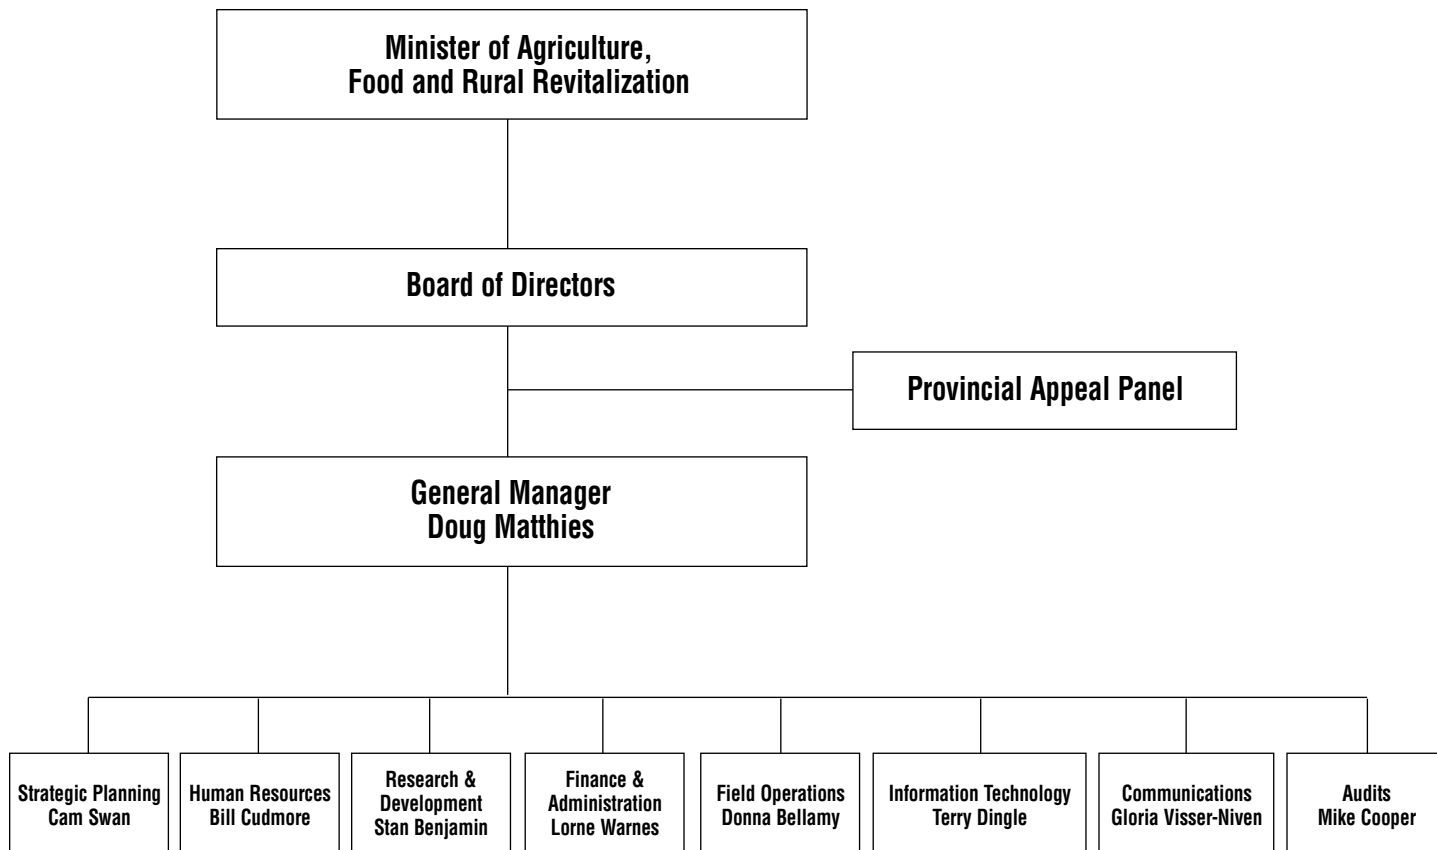 Minister of Agriculture,
Food and Rural Revitalization
Board of Directors
Provincial Appeal Panel
General Manager
Doug Matthies
Strategic Planning
Cam Swan
Human Resources
Bill Cudmore
Research &
Development
Stan Benjamin
Finance &
Administration
Lorne Warnes
Field Operations
Donna Bellamy
Information Technology
Terry Dingle
Communications
Gloria Visser-Niven
Audits
Mike Cooper